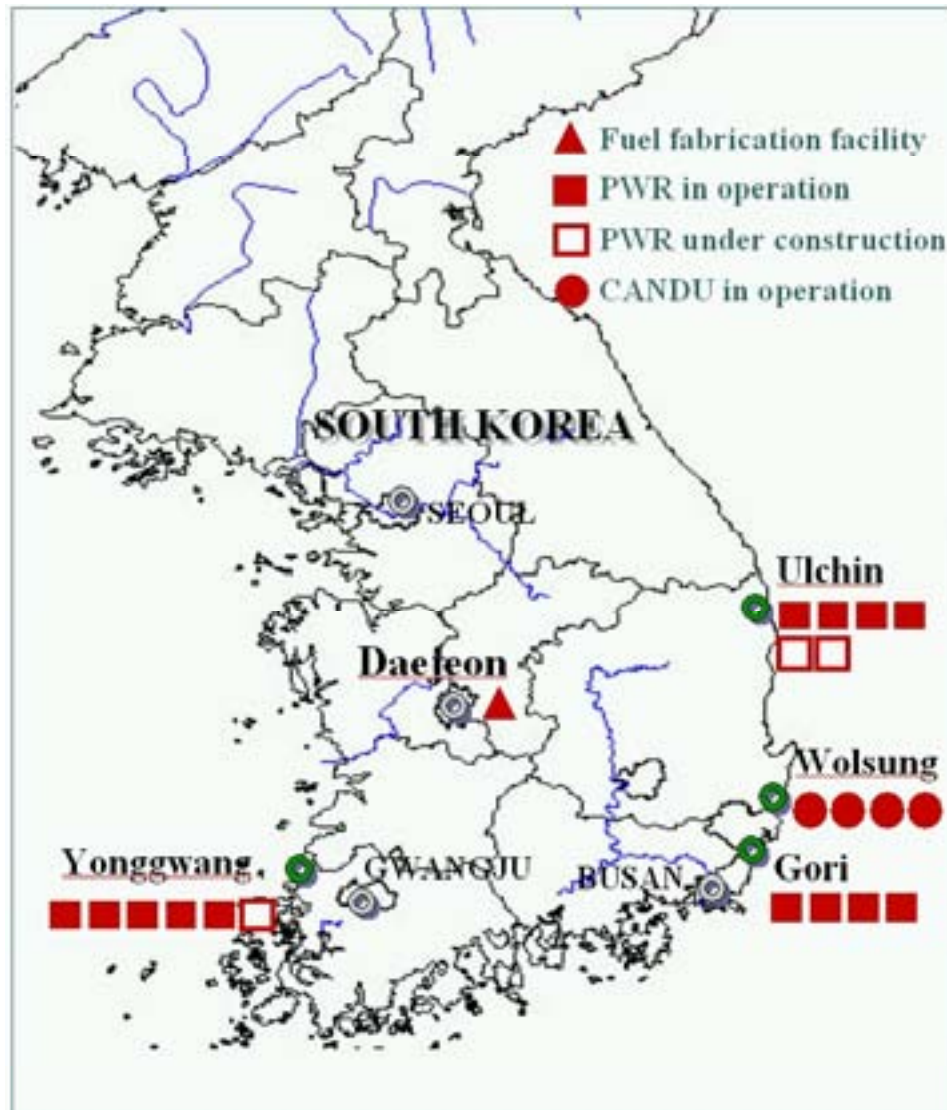 Fuel fabrication facility
PWR in operation
PWR under construction
CANDU in operation
SOUTH KOREA
SEOUL
Ulchin
Daejeon
Wolsung
Yonggwang
GWANGJU
BUSAN
Gori